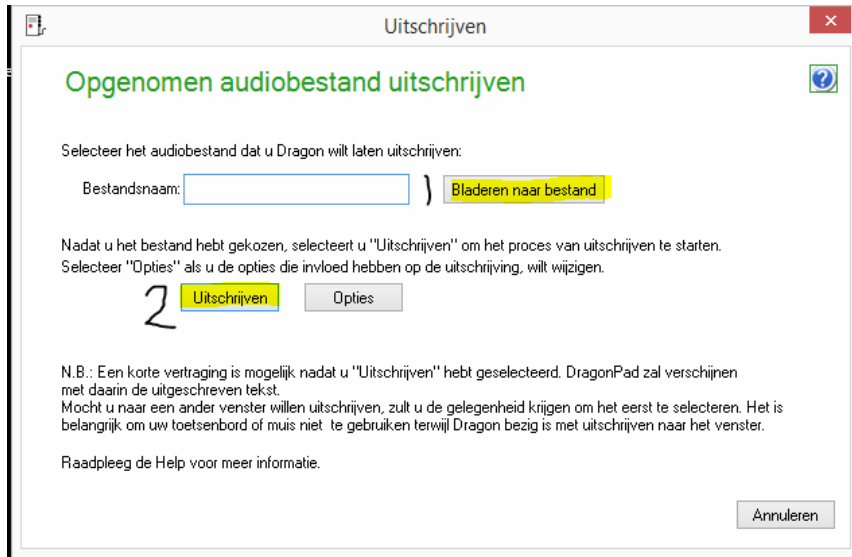 Uitschrijven
Opgenomen audiobestand uitschrijven
Selecteer het audiobestand dat u Dragon wilt laten uitschrijven:
Bestandsnaam: 1 Bladeren naar bestand
Nadat u het bestand hebt gekozen, selecteert u "Uitschrijven" om het proces van uitschrijven te starten.
Selecteer "Opties" als u de opties die invloed hebben op de uitschrijving, wilt wijzigen.
2 Uitschrijven Opties
N.B.: Een korte vertraging is mogelijk nadat u "Uitschrijven" hebt geselecteerd. DragonPad zal verschijnen
met daarin de uitgeschreven tekst.
Mocht u naar een ander venster willen uitschrijven, zult u de gelegenheid krijgen om het eerst te selecteren. Het is
belangrijk om uw toetsenbord of muis niet te gebruiken terwijl Dragon bezig is met uitschrijven naar het venster.
Raadpleeg de Help voor meer informatie.
Annuleren